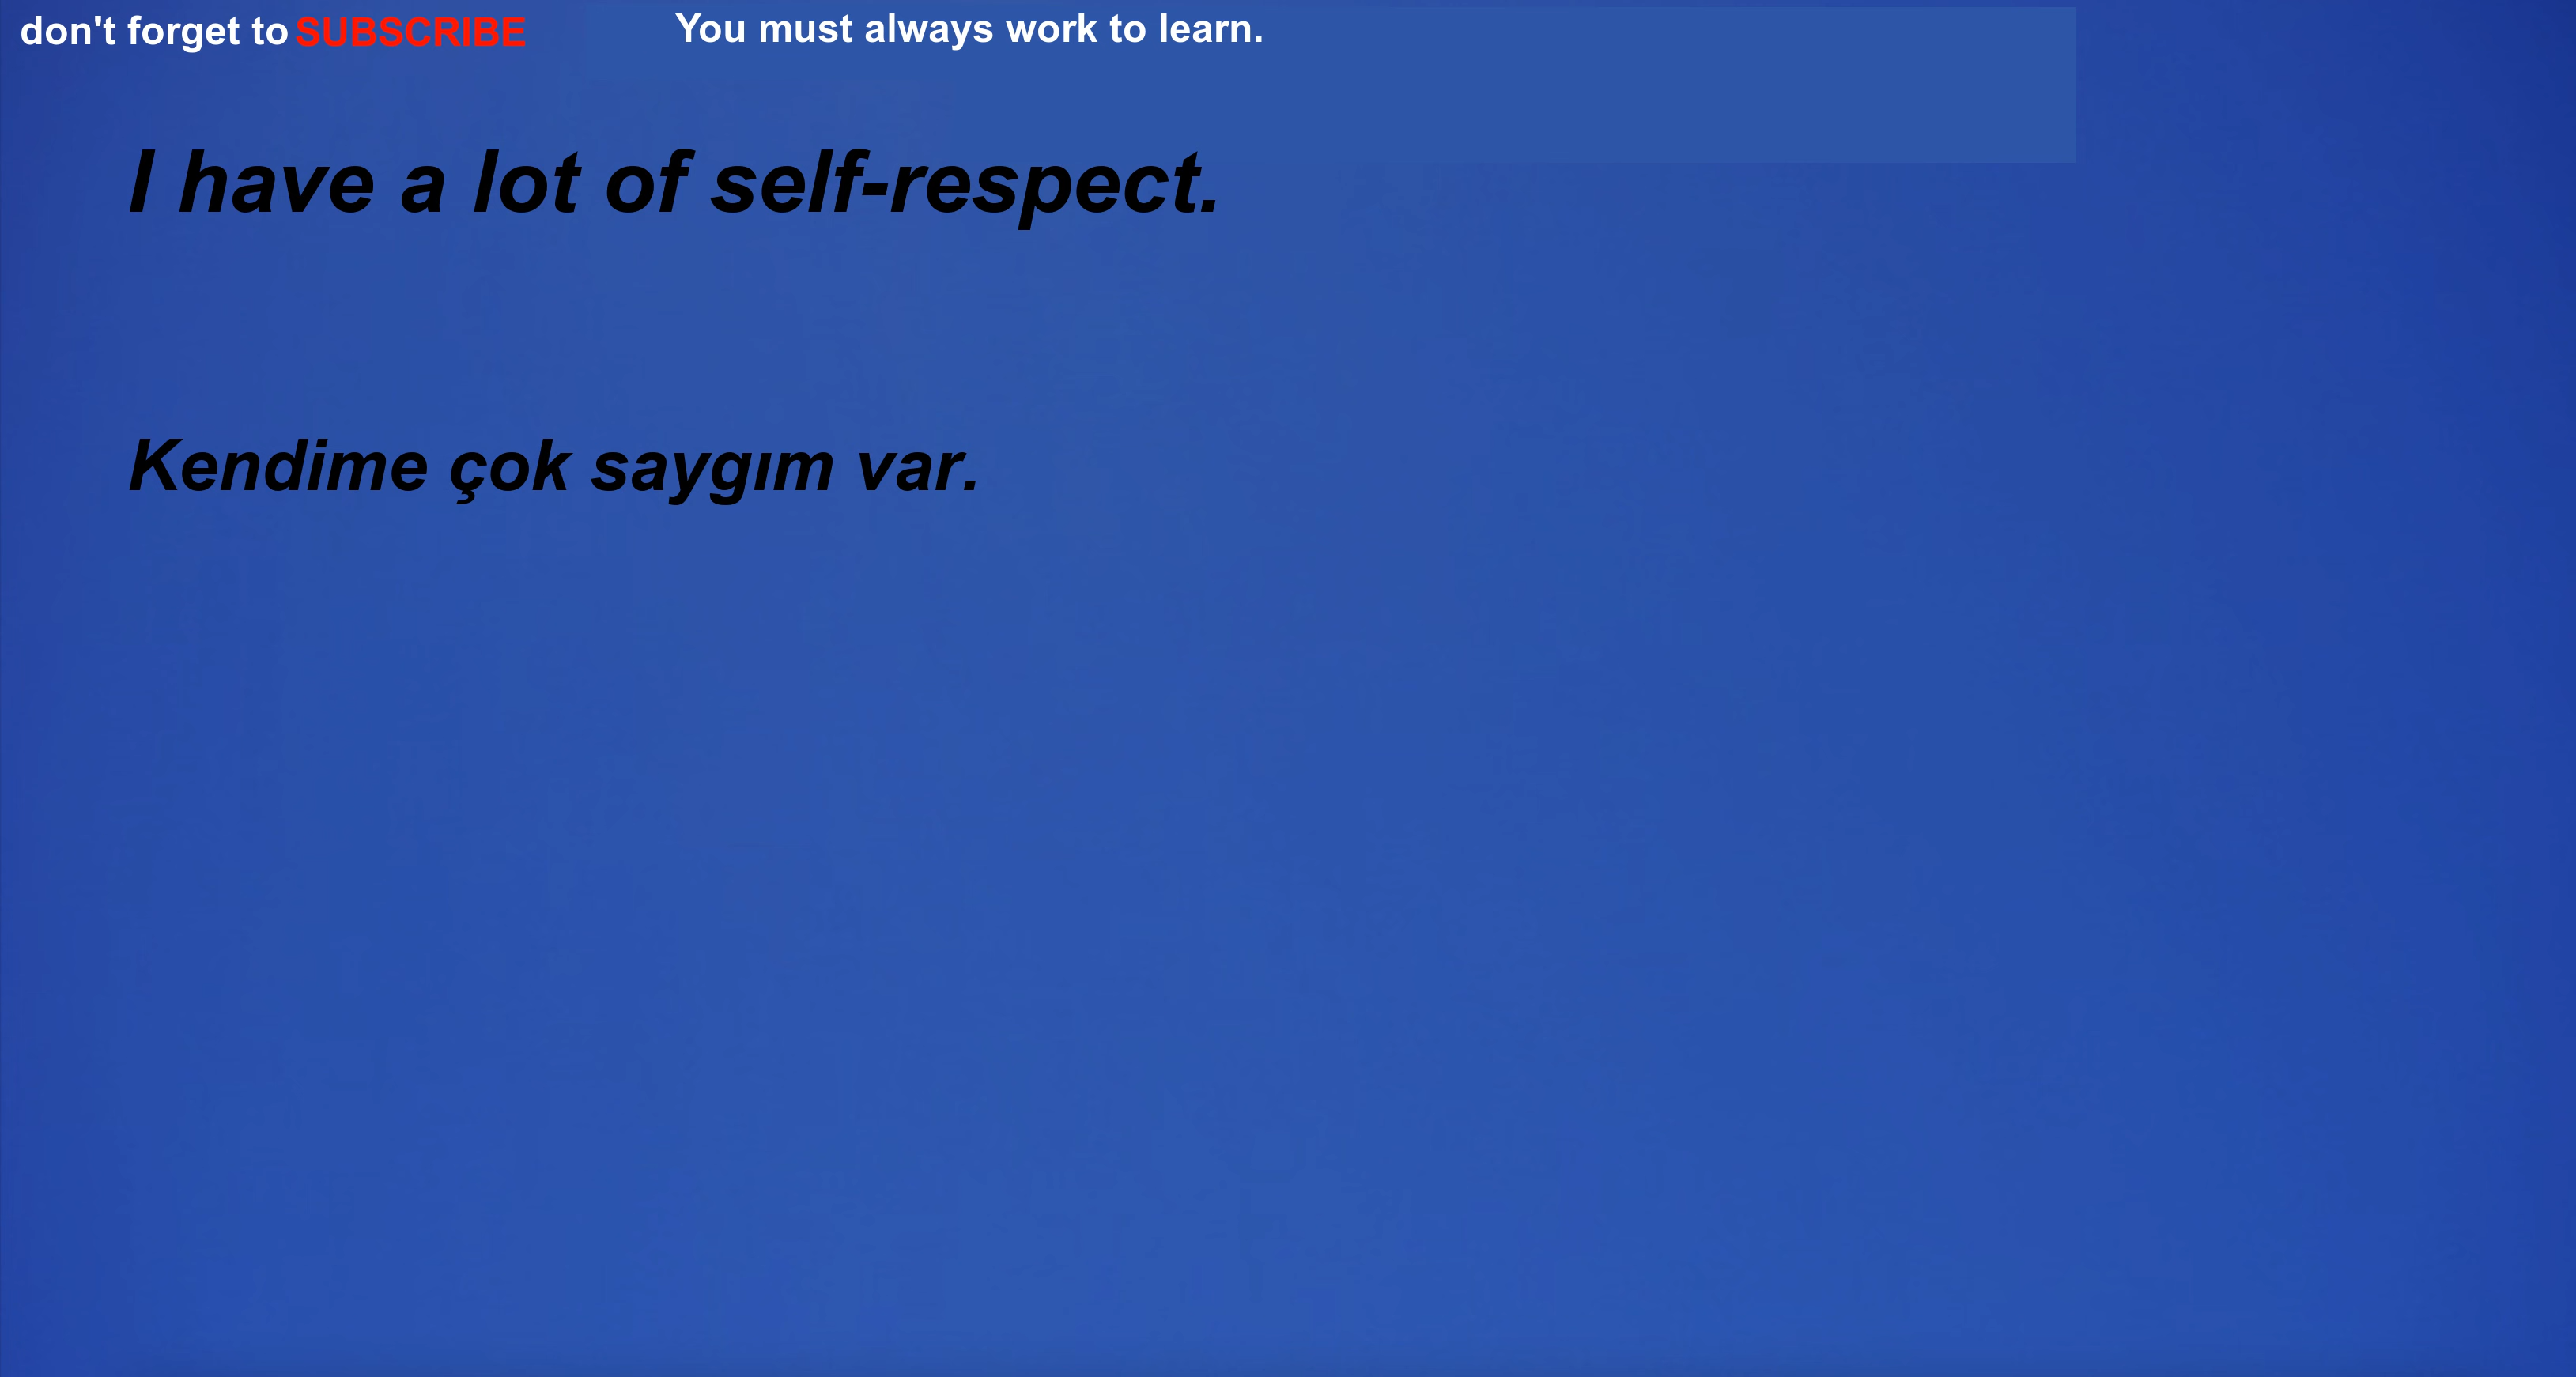 don't forget to SUBSCRIBE You must always work to learn.
I have a lot of self-respect.
Kendime çok saygım var.